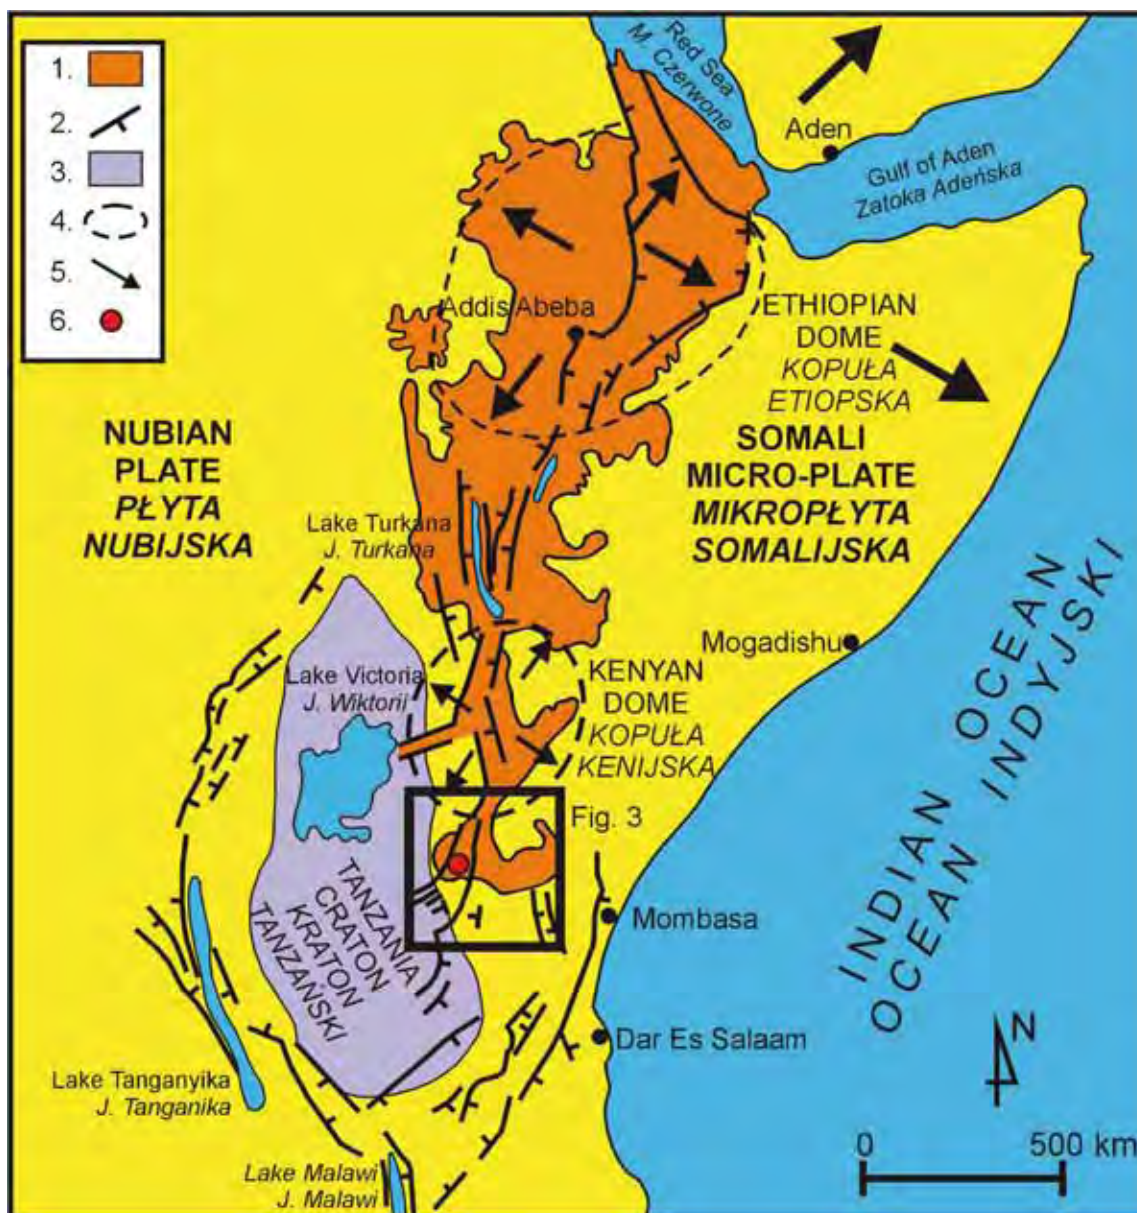 1.
2.
3.
4.
5.
6.
Red Sea
M. Czerwone
Aden
Gulf of Aden
Zatoka Adeńska
Addis Abeba
ETHIOPIAN
DOME
KOPUŁA
ETIOPSKA
NUBIAN
PLATE
PŁYTA
NUBIJSKA
SOMALI
MICRO-PLATE
MIKROPŁYTA
SOMALIJSKA
Lake Turkana
J. Turkana
Mogadishu
Lake Victoria
J. Wiktorii
KENYAN
DOME
KOPUŁA
KENIJSKA
Fig. 3
INDIAN OCEAN
OCEAN INDYJSKI
TANZANIA
CRATON
KRATON
TANZAŃSKI
Mombasa
Dar Es Salaam
N
Lake Tanganyika
J. Tanganika
Lake Malawi
J. Malawi
0 500 km